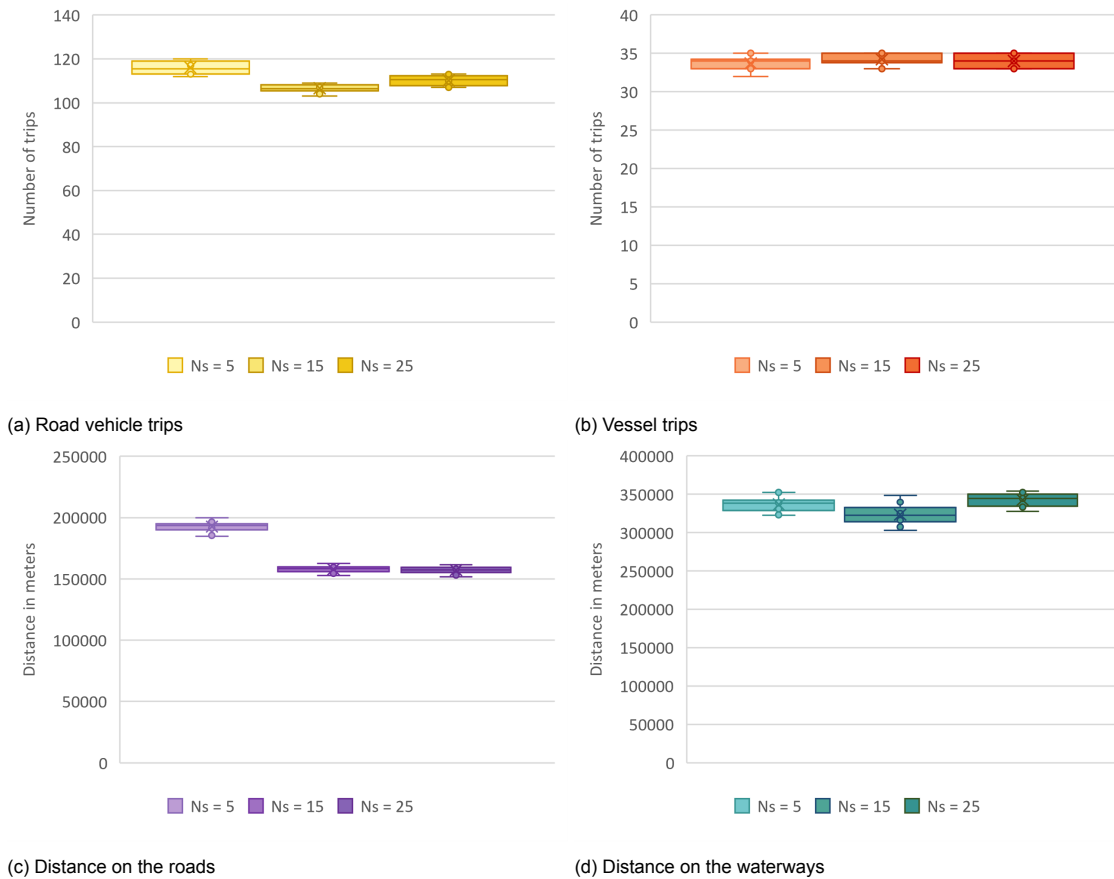 140
120
100
80
60
40
20
0
Number of trips
Ns = 5 Ns = 15 Ns = 25
(a) Road vehicle trips
40
35
30
25
20
15
10
5
0
Number of trips
Ns = 5 Ns = 15 Ns = 25
(b) Vessel trips
250000
200000
150000
100000
50000
0
Distance in meters
Ns = 5 Ns = 15 Ns = 25
(c) Distance on the roads
400000
350000
300000
250000
200000
150000
100000
50000
0
Distance in meters
Ns = 5 Ns = 15 Ns = 25
(d) Distance on the waterways